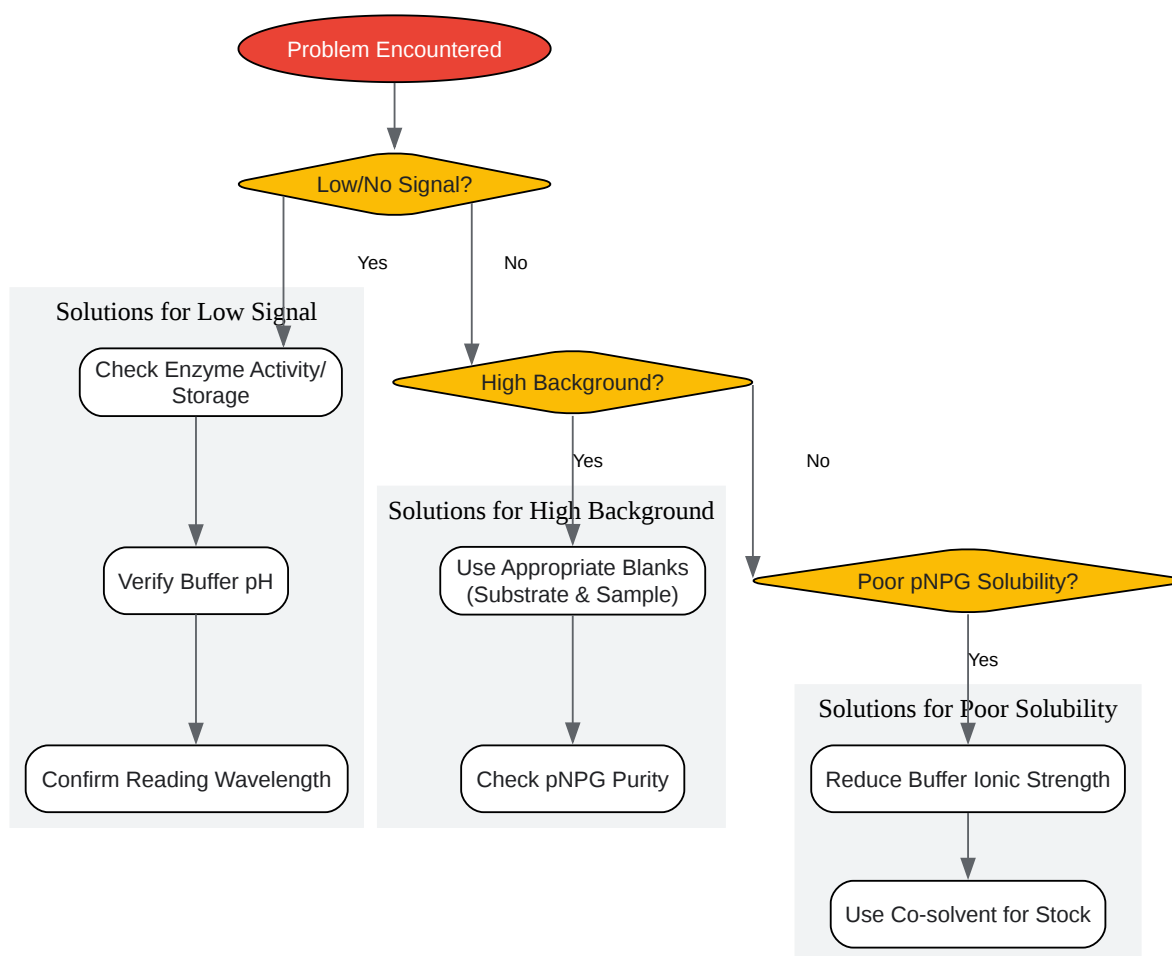 Problem Encountered
Low/No Signal?
Yes
No
Solutions for Low Signal
Check Enzyme Activity/
Storage
High Background?
Yes
No
Solutions for High Background
Verify Buffer pH
Use Appropriate Blanks
(Substrate & Sample)
Poor pNPG Solubility?
Yes
Solutions for Poor Solubility
Confirm Reading Wavelength
Check pNPG Purity
Reduce Buffer Ionic Strength
Use Co-solvent for Stock